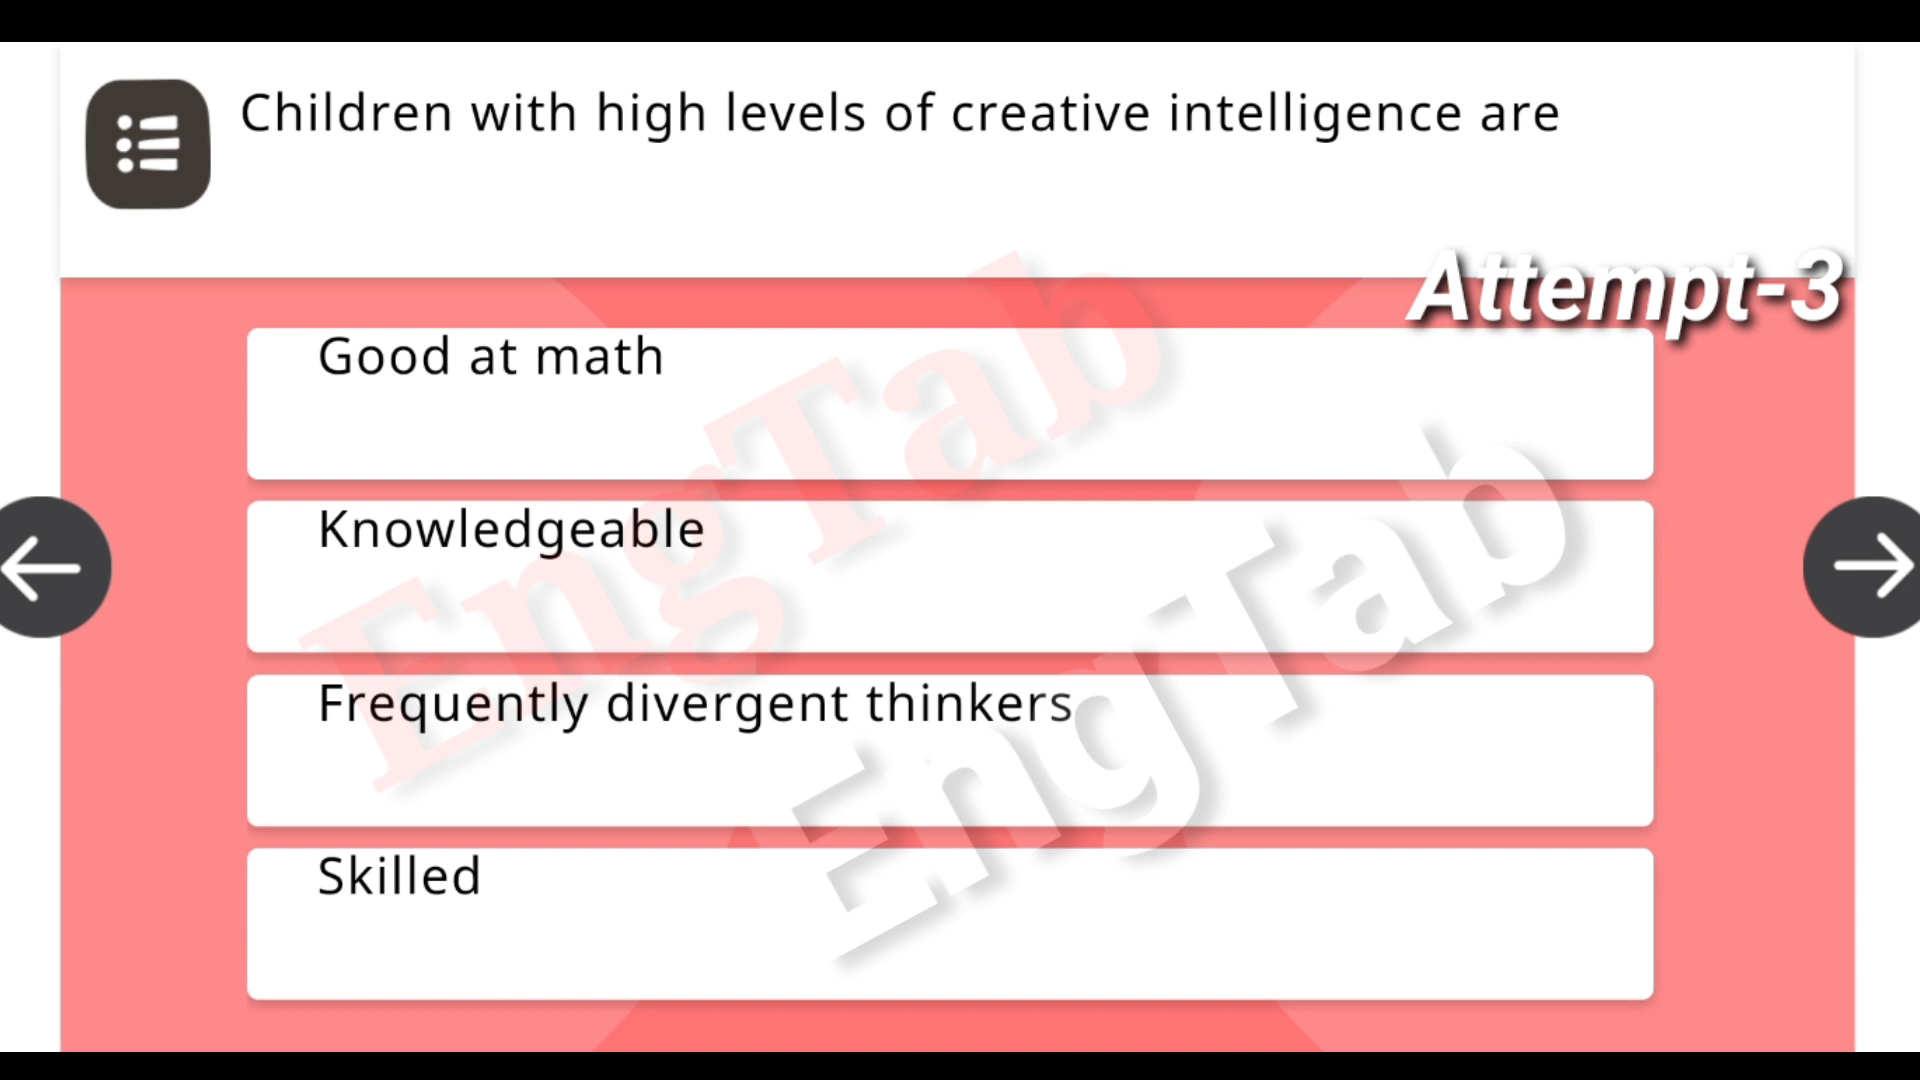 Children with high levels of creative intelligence are
Attempt-3
Good at math
Knowledgeable
Frequently divergent thinkers
Skilled
EngTab
EngTab